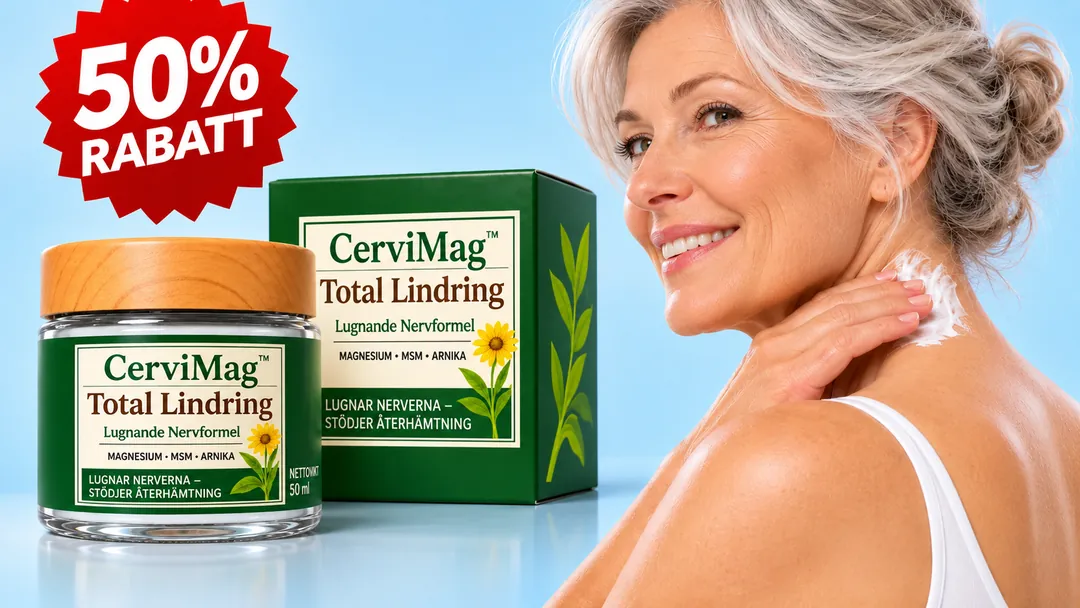 50%
RABATT
CerviMag™
Total Lindring
Lugnande Nervformel
MAGNESIUM • MSM • ARNIKA
LUGNAR NERVERNA –
STÖDJER ÅTERHÄMTNING
CerviMag™
Total Lindring
Lugnande Nervformel
MAGNESIUM • MSM • ARNIKA
LUGNAR NERVERNA –
STÖDJER ÅTERHÄMTNING
50 ml